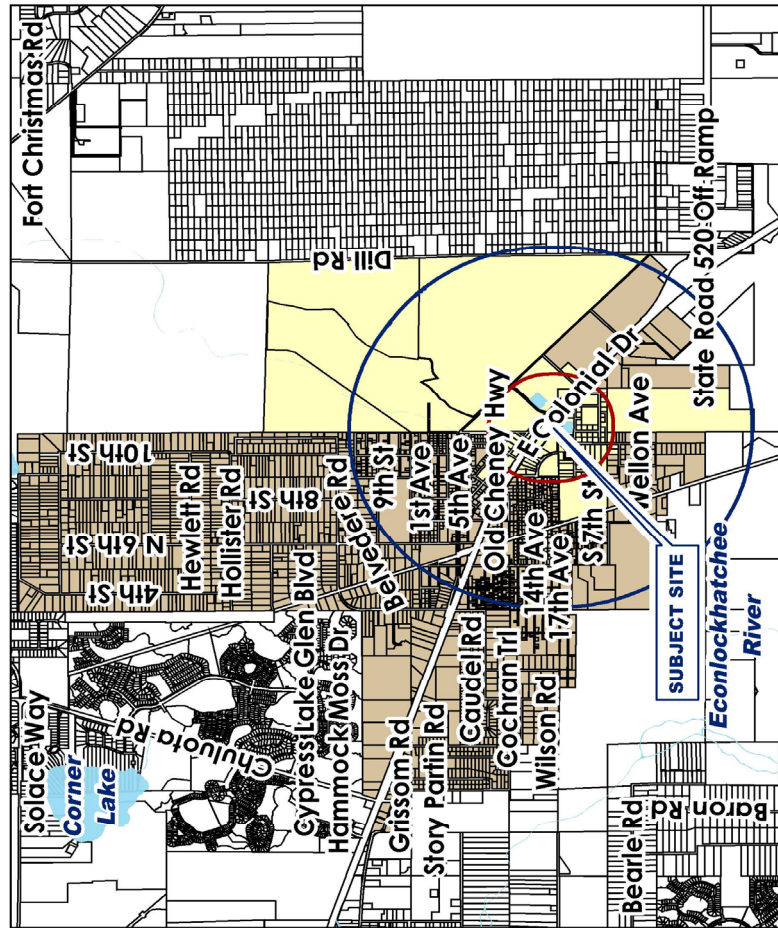 Solace Way
Fort Christmas Rd
Corner
Lake
Chuluota Rd
4th St
N 6th St
10th St
Hewlett Rd
Hollister Rd
8th
St
Cypress Lake Glen Blvd
Hammock Moss Dr
Belvedere Rd
Dill Rd
9th St
Grissom Rd
1st Ave
Story Partin Rd
5th Ave
Caudel Rd
Old Cheney Hwy
Cochran Trl
14th Ave
E Colonial Dr
Wilson Rd
17th Ave
7th St
Bearle Rd
Wellon Ave
Baron Rd
SUBJECT SITE
State Road 520 Off Ramp
Econlockhatchee
River